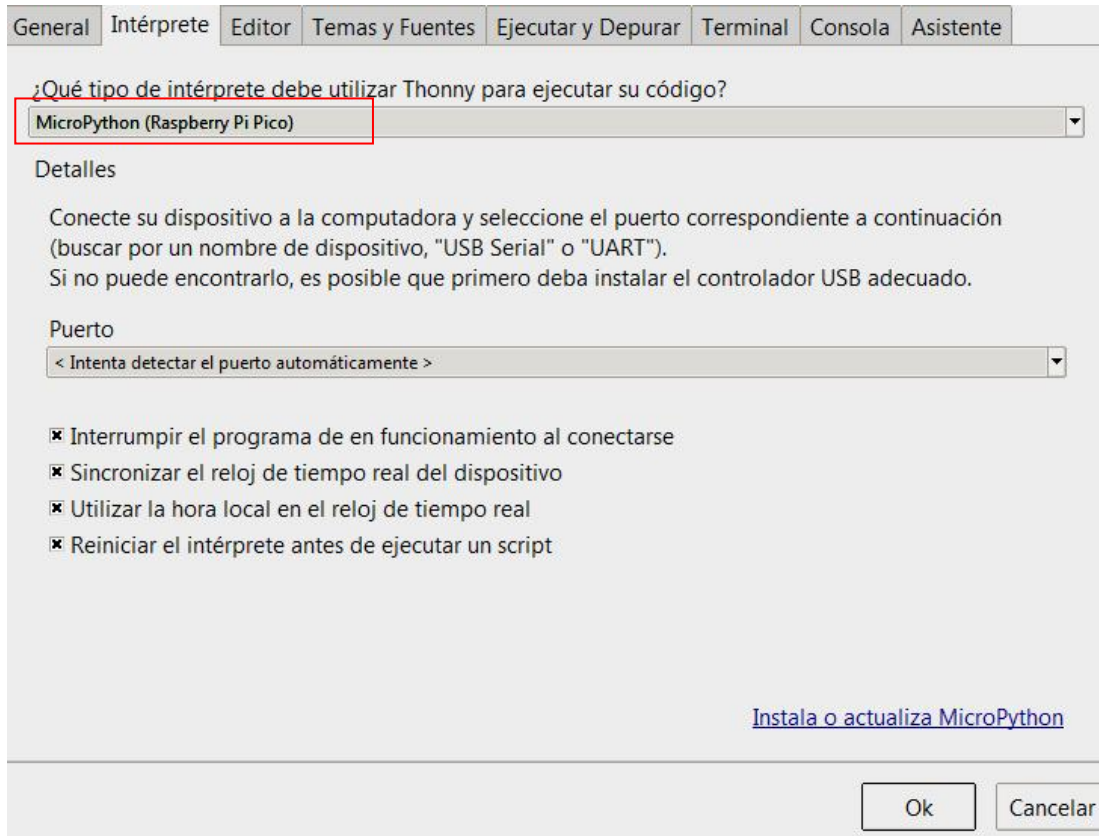 General Intérprete Editor Temas y Fuentes Ejecutar y Depurar Terminal Consola Asistente
¿Qué tipo de intérprete debe utilizar Thonny para ejecutar su código?
MicroPython (Raspberry Pi Pico)
Detalles
Conecte su dispositivo a la computadora y seleccione el puerto correspondiente a continuación
(buscar por un nombre de dispositivo, "USB Serial" o "UART").
Si no puede encontrarlo, es posible que primero deba instalar el controlador USB adecuado.
Puerto
< Intenta detectar el puerto automáticamente >
Interrumpir el programa de en funcionamiento al conectarse
Sincronizar el reloj de tiempo real del dispositivo
Utilizar la hora local en el reloj de tiempo real
Reiniciar el intérprete antes de ejecutar un script
Instala o actualiza MicroPython
Ok Cancelar